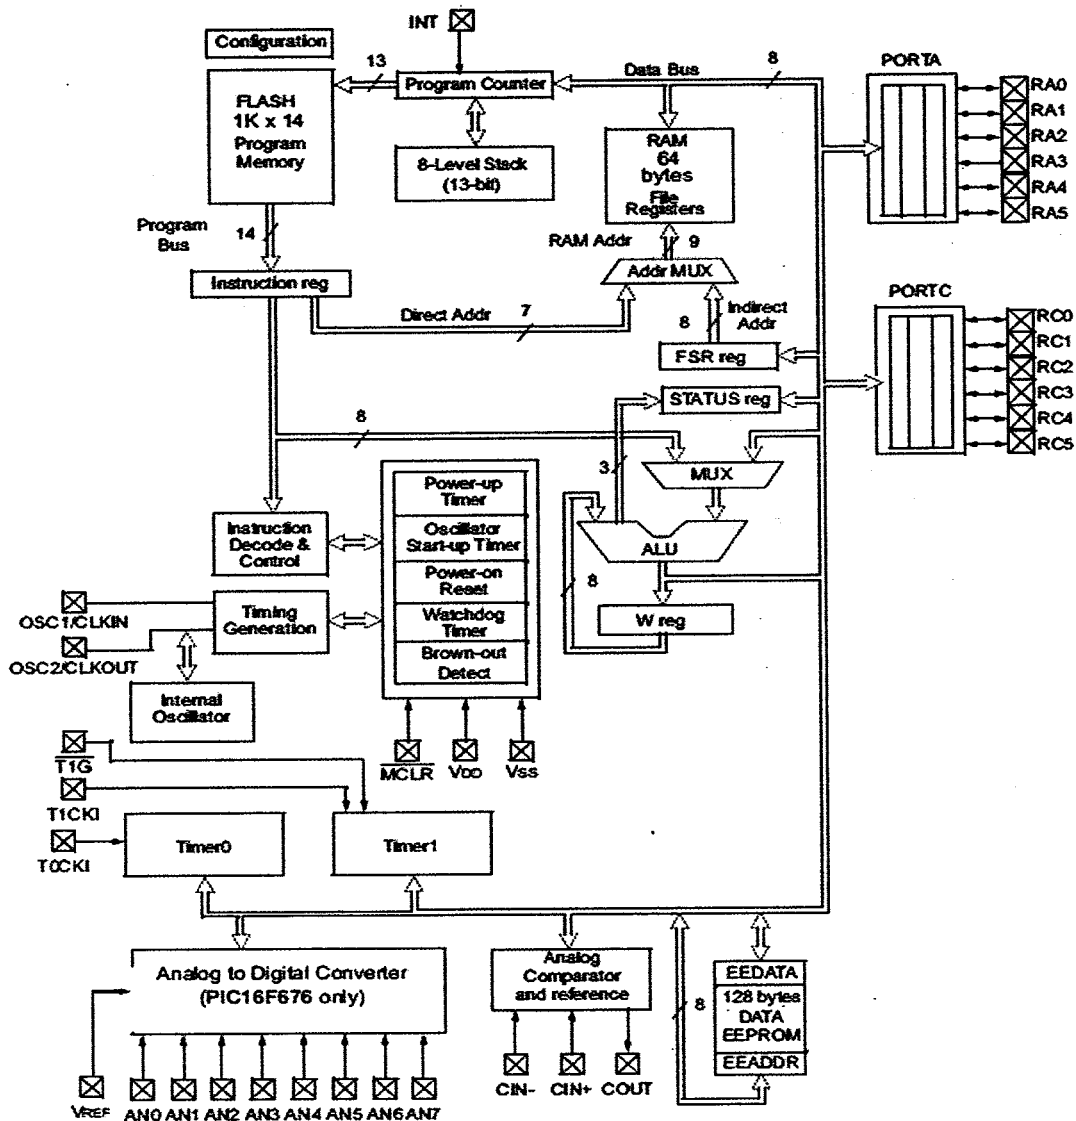 INT
Configuration
13
Program Counter
Data Bus
8
PORTA
FLASH
1K x 14
Program
Memory
8-Level Stack
(13-bit)
RAM
64
bytes
File
Registers
RA0
RA1
RA2
RA3
RA4
RA5
Program
Bus
14
RAM Addr
9
Addr MUX
Instruction reg
Direct Addr
7
8
Indirect
Addr
FSR reg
STATUS reg
PORTC
RC0
RC1
RC2
RC3
RC4
RC5
8
3
MUX
ALU
8
W reg
Power-up
Timer
Oscillator
Start-up Timer
Power-on
Reset
Watchdog
Timer
Brown-out
Detect
Instruction
Decode &
Control
Timing
Generation
OSC1/CLKIN
OSC2/CLKOUT
Internal
Oscillator
MCLR
VDD
VSS
T1G
T1CKI
T0CKI
Timer0
Timer1
Analog to Digital Converter
(PIC16F676 only)
Analog
Comparator
and reference
EEDATA
128 bytes
DATA
EEPROM
EEADDR
8
VREF
AN0 AN1 AN2 AN3 AN4 AN5 AN6 AN7
CIN- CIN+ COUT